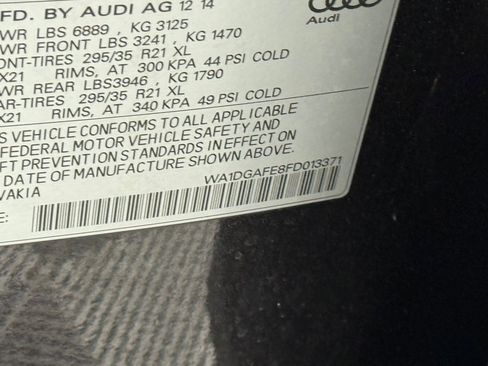 FD. BY AUDI AG 12 14
WR LBS 6889 , KG 3125
WR FRONT LBS 3241 , KG 1470
NT-TIRES 295/35 R21 XL
X21 RIMS, AT 300 KPA 44 PSI COLD
WR REAR LBS3946 , KG 1790
AR-TIRES 295/35 R21 XL
X21 RIMS, AT 340 KPA 49 PSI COLD
S VEHICLE CONFORMS TO ALL APPLICABLE
FEDERAL MOTOR VEHICLE SAFETY AND
FT PREVENTION STANDARDS IN EFFECT ON
DATE OF MANUFACTURE SHOWN ABOVE.
VAKIA
WA1DGAFE8FD013371
E:
Audi